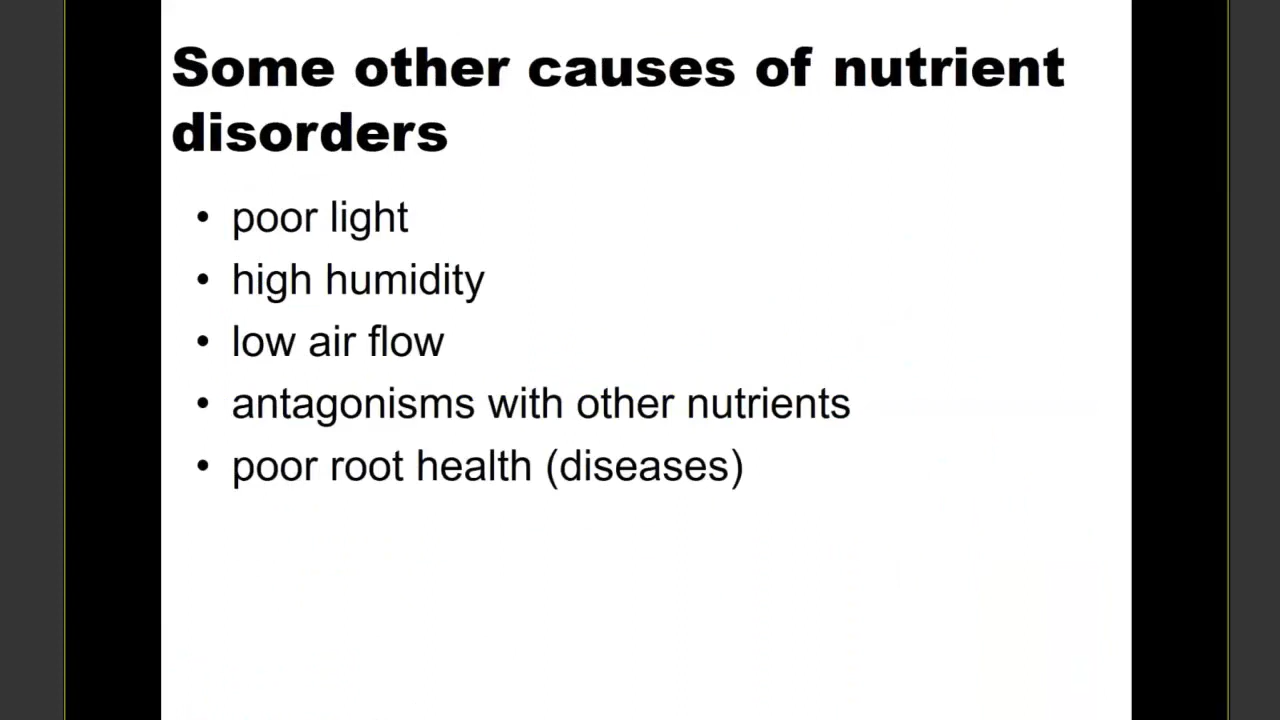 Some other causes of nutrient
disorders
• poor light
• high humidity
• low air flow
• antagonisms with other nutrients
• poor root health (diseases)